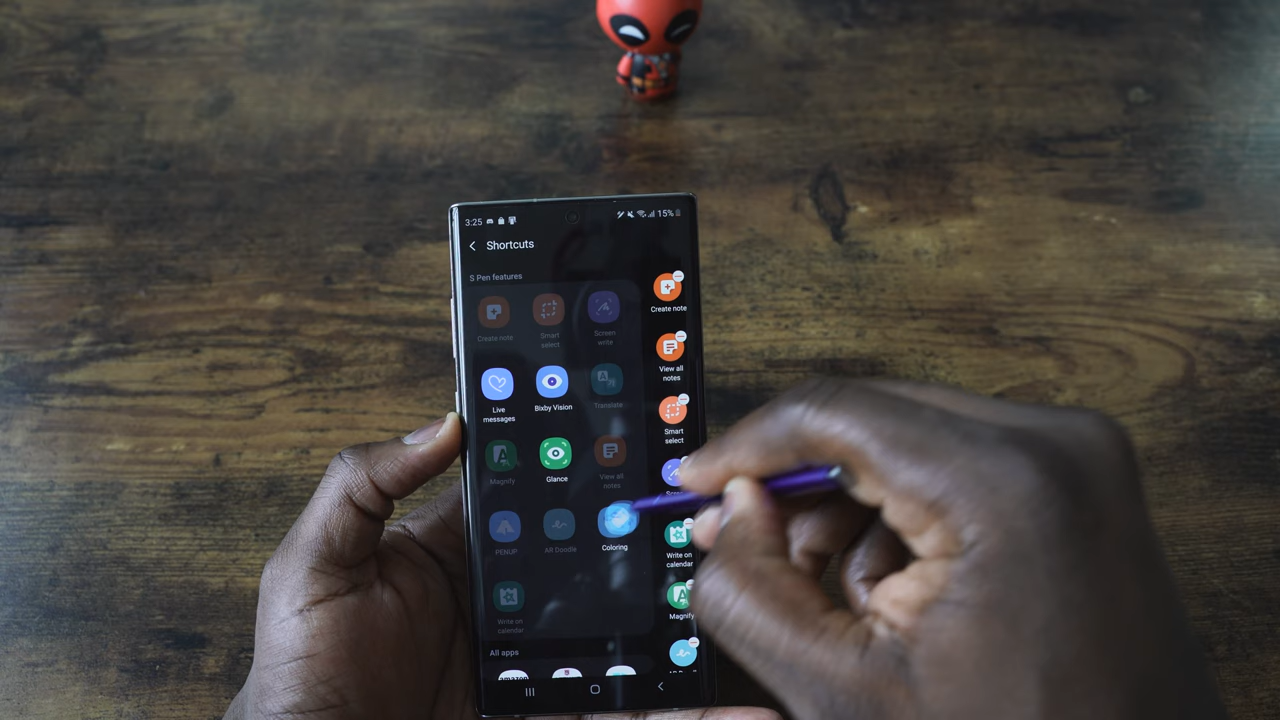 3:25 15%
Shortcuts
S Pen features
Create note
Smart
select
Screen
write
Live
messages
Bixby Vision
Translate
Magnify
Glance
View all
notes
PENUP
AR Doodle
Coloring
Write on
calendar
All apps
Create note
View all
notes
Smart
select
Write on
calendar
Magnify